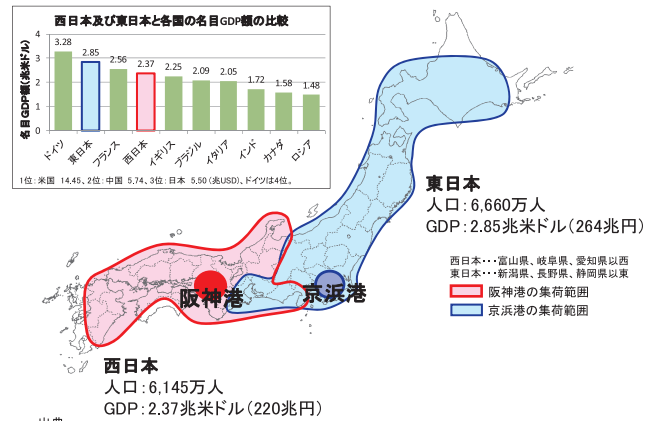 西日本及び東日本と各国の名目GDP額の比較
名目GDP額(兆米ドル)
4
3
2
1
0
3.28
2.85
2.56
2.37
2.25
2.09
2.05
1.72
1.58
1.48
ドイツ
東日本
フランス
西日本
イギリス
ブラジル
イタリア
インド
カナダ
ロシア
1位:米国 14.45、2位:中国 5.74、3位:日本 5.50(兆USD)、ドイツは4位。
東日本
人口:6,660万人
GDP:2.85兆米ドル(264兆円)
西日本・・・富山県、岐阜県、愛知県以西
東日本・・・新潟県、長野県、静岡県以東
阪神港の集荷範囲
京浜港の集荷範囲
阪神港
京浜港
西日本
人口:6,145万人
GDP:2.37兆米ドル(220兆円)